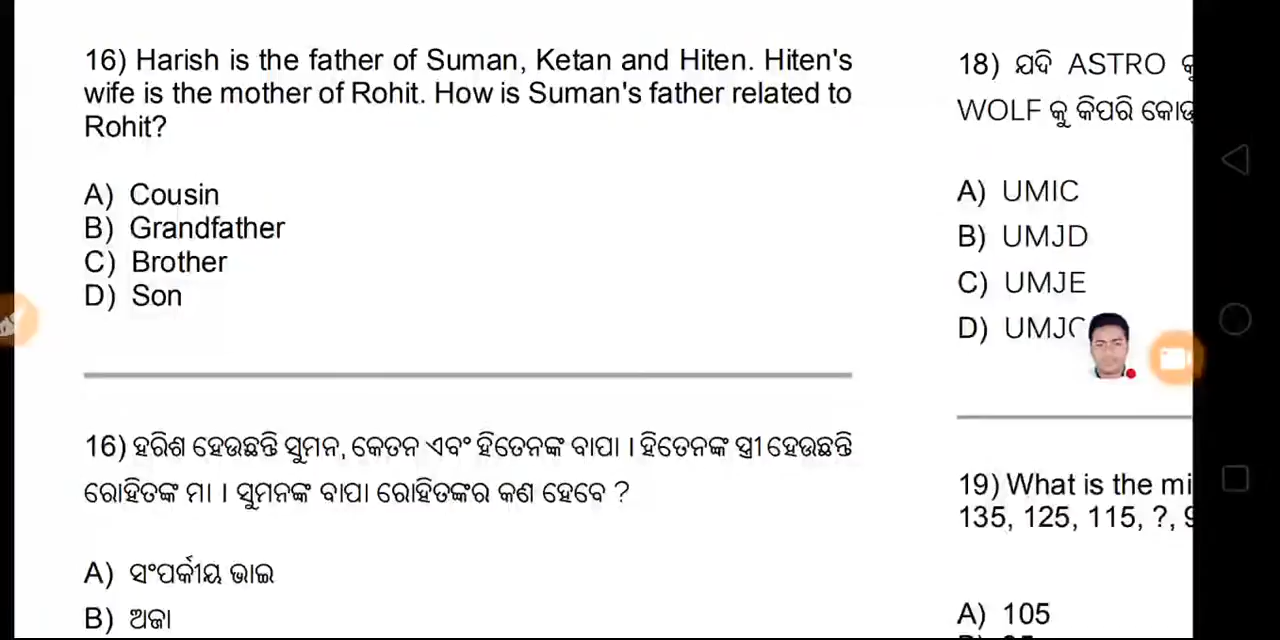 16) Harish is the father of Suman, Ketan and Hiten. Hiten's
wife is the mother of Rohit. How is Suman's father related to
Rohit?
A) Cousin
B) Grandfather
C) Brother
D) Son
16) ହରିଶ ହେଉଛନ୍ତି ସୁମନ, କେତନ ଏବଂ ହିତେନଙ୍କ ବାପା । ହିତେନଙ୍କ ସ୍ତ୍ରୀ ହେଉଛନ୍ତି
ରୋହିତଙ୍କ ମା । ସୁମନଙ୍କ ବାପା ରୋହିତଙ୍କର କଣ ହେବେ ?
A) ସଂପର୍କୀୟ ଭାଇ
B) ଅଜା
18) ଯଦି ASTRO
WOLF କୁ କିପରି
A) UMIC
B) UMJD
C) UMJE
D)
19) What is the
135, 125, 115, ?,
A) 105